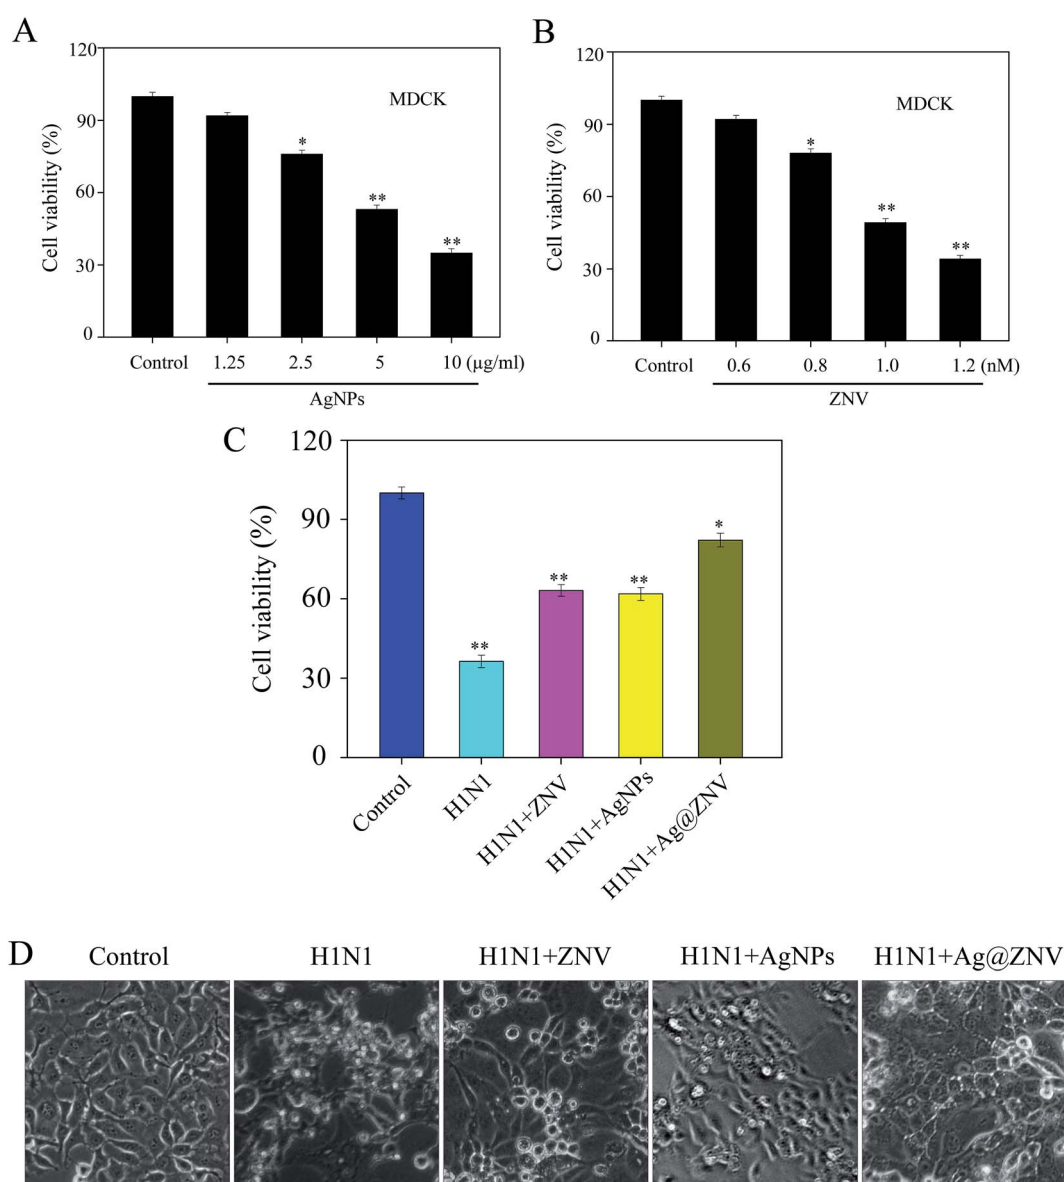 A
120
90
60
30
0
Cell viability (%)
MDCK
*
**
**
Control 1.25 2.5 5 10 (μg/ml)
AgNPs
B
120
90
60
30
0
Cell viability (%)
MDCK
*
**
**
Control 0.6 0.8 1.0 1.2 (nM)
ZNV
C
120
90
60
30
0
Cell viability (%)
**
**
**
*
Control
H1N1
H1N1+ZNV
H1N1+AgNPs
H1N1+Ag@ZNV
D
Control H1N1 H1N1+ZNV H1N1+AgNPs H1N1+Ag@ZNV